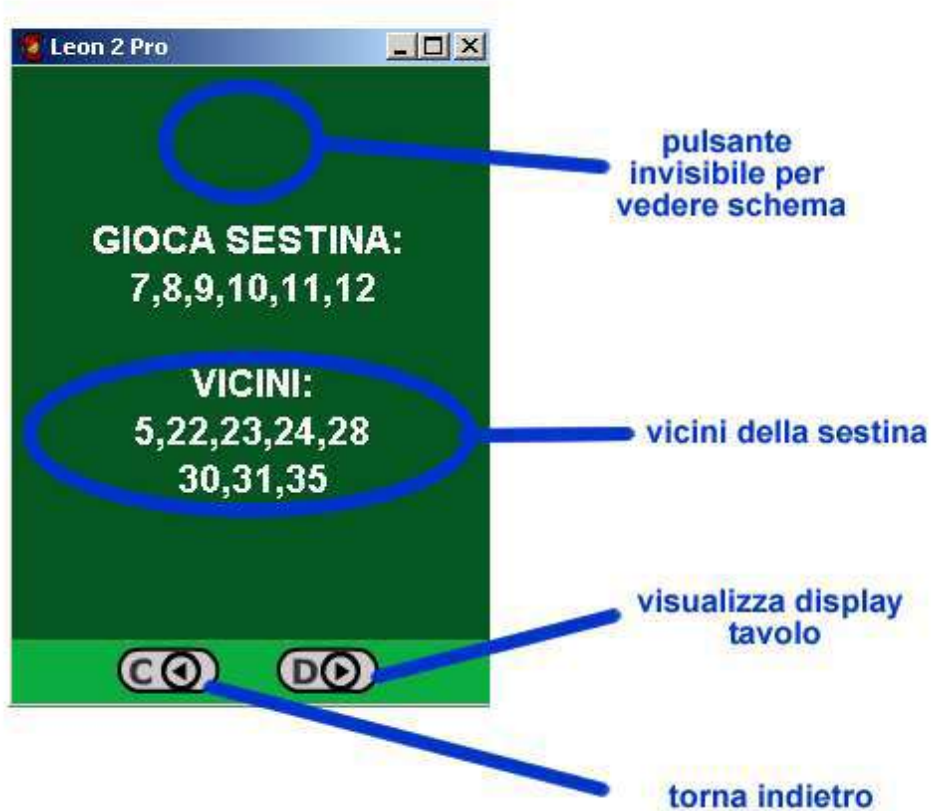 Leon 2 Pro
pulsante
invisibile per
vedere schema
GIOCA SESTINA:
7,8,9,10,11,12
VICINI:
5,22,23,24,28
30,31,35
vicini della sestina
visualizza display
tavolo
C
D
torna indietro